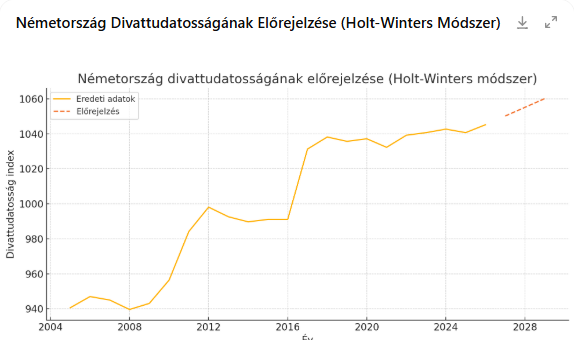 Németország Divattudatosságának Előrejelzése (Holt-Winters Módszer)
Németország divattudatosságának előrejelzése (Holt-Winters módszer)
Eredeti adatok
Előrejelzés
Divattudatosság index
1060
1040
1020
1000
980
960
940
2004 2008 2012 2016 2020 2024 2028
Év